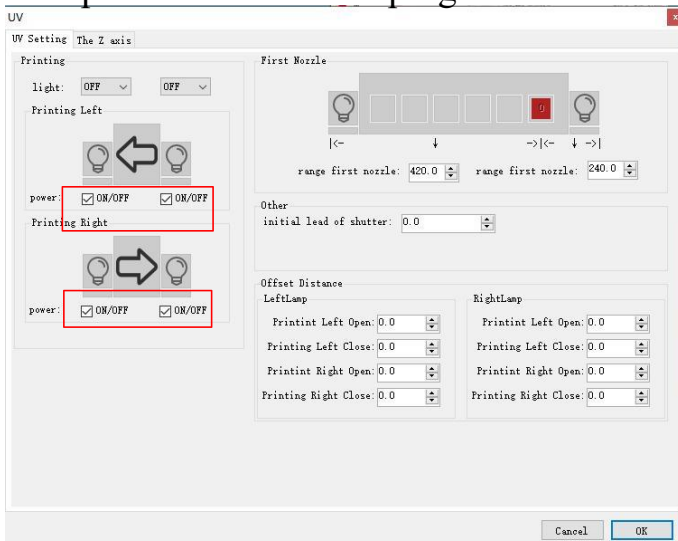 UV
UV Setting The Z axis
Printing
light: OFF OFF
Printing Left
power: ON/OFF ON/OFF
Printing Right
power: ON/OFF ON/OFF
First Nozzle
0
|<- ↓ ->|<- ↓ ->|
range first nozzle: 420.0 range first nozzle: 240.0
Other
initial lead of shutter: 0.0
Offset Distance
LeftLamp
Printint Left Open: 0.0
Printing Left Close: 0.0
Printint Right Open: 0.0
Printing Right Close: 0.0
RightLamp
Printint Left Open: 0.0
Printing Left Close: 0.0
Printint Right Open: 0.0
Printing Right Close: 0.0
Cancel OK